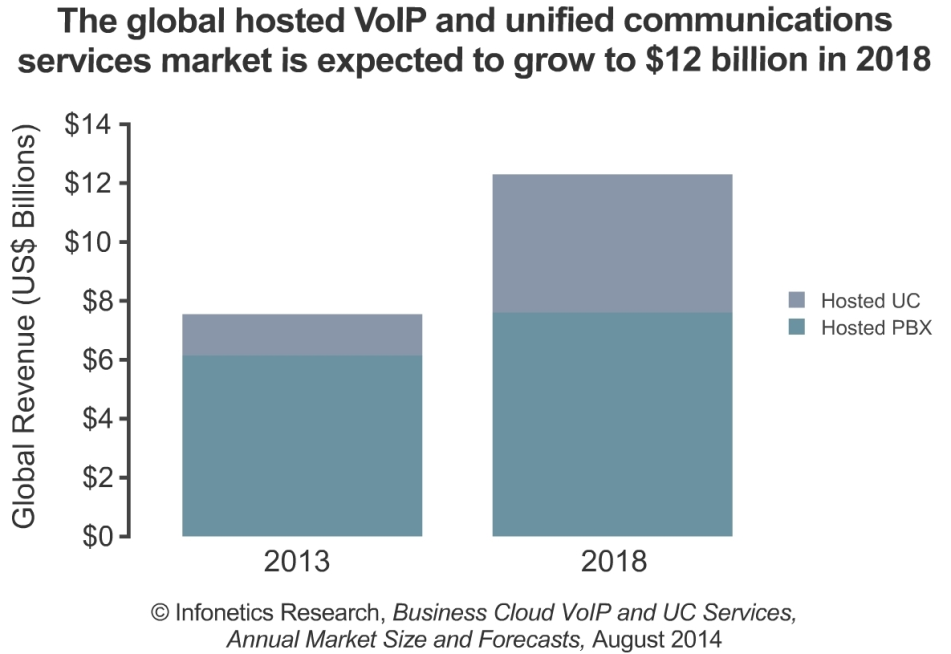 The global hosted VoIP and unified communications
services market is expected to grow to $12 billion in 2018
Global Revenue (US$ Billions)
$14
$12
$10
$8
$6
$4
$2
$0
2013
2018
Hosted UC
Hosted PBX
© Infonetics Research, Business Cloud VoIP and UC Services,
Annual Market Size and Forecasts, August 2014